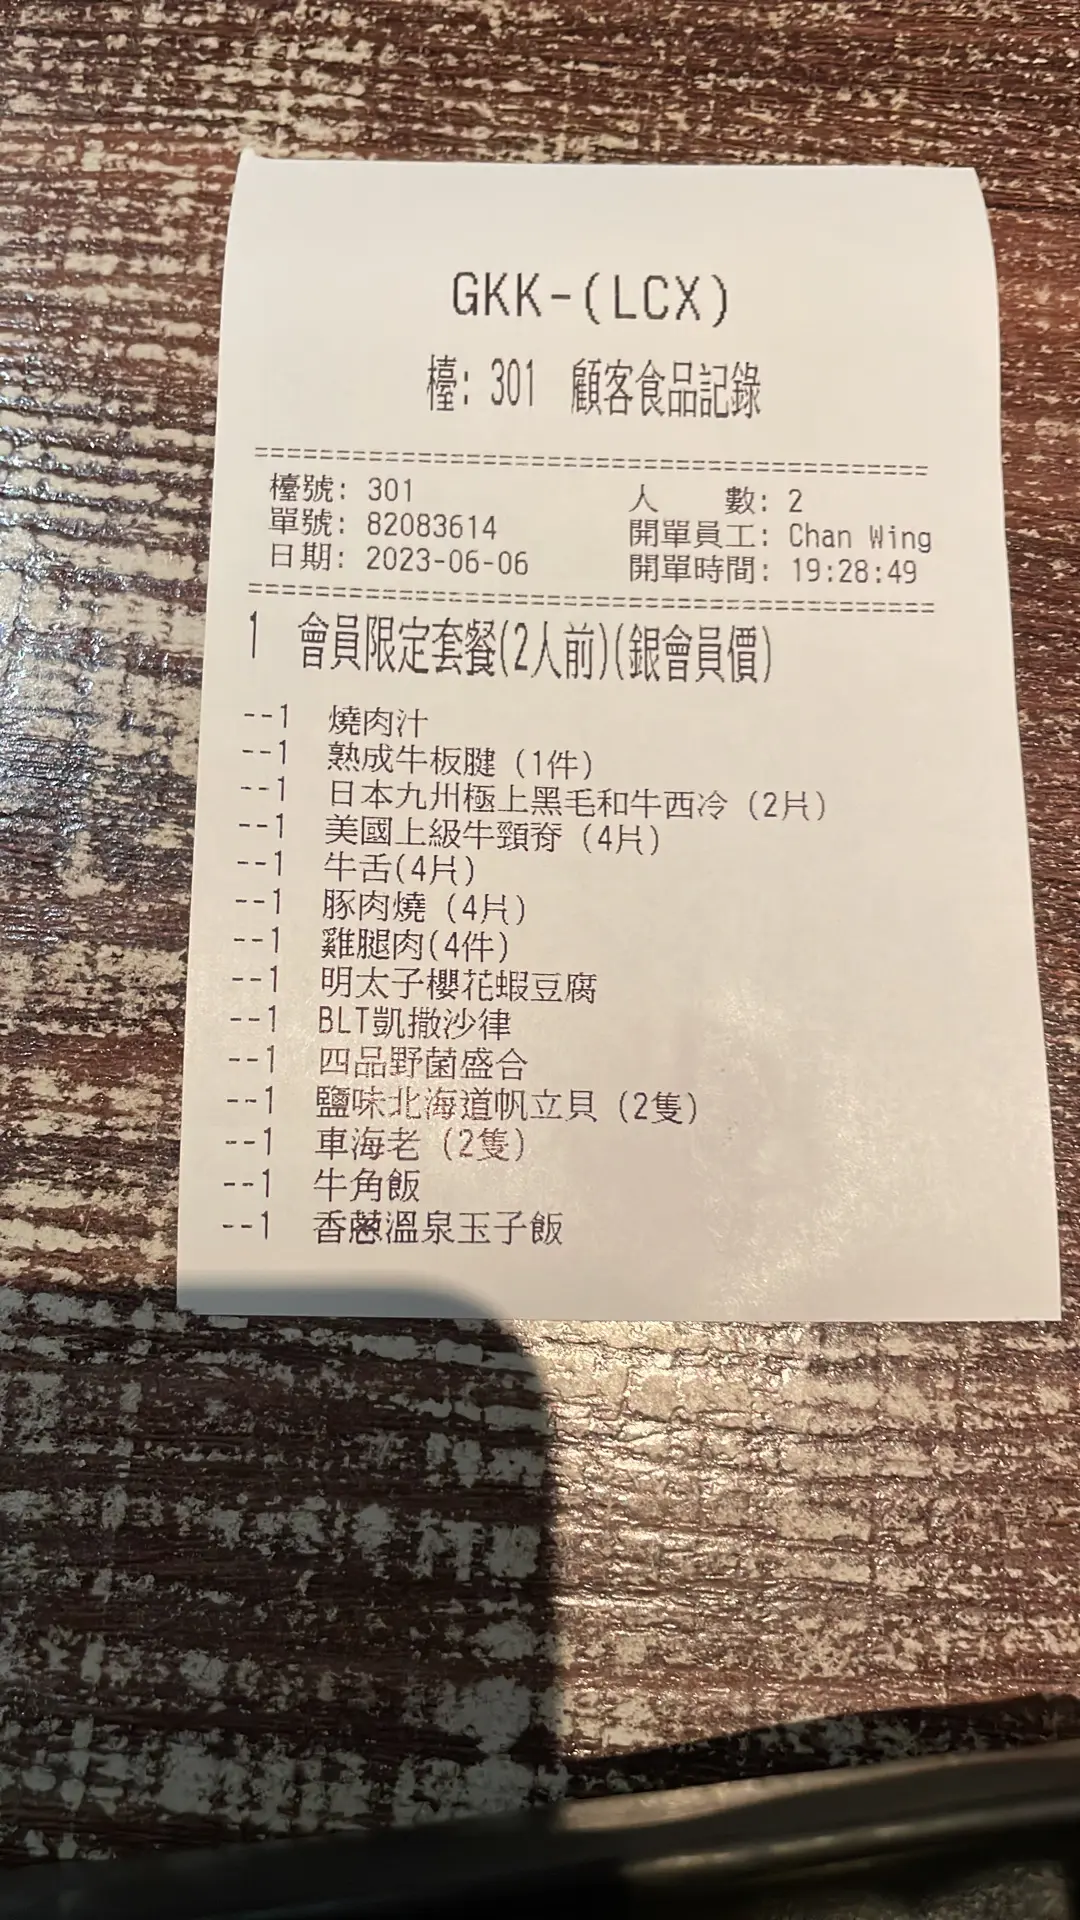 GKK-(LCX)
檯: 301 顧客食品記錄
檯號: 301 人 數: 2
單號: 82083614 開單員工: Chan Wing
日期: 2023-06-06 開單時間: 19:28:49
1 會員限定套餐(2人前)(銀會員價)
--1 燒肉汁
--1 熟成牛板腱 (1件)
--1 日本九州極上黑毛和牛西冷 (2片)
--1 美國上級牛頸脊 (4片)
--1 牛舌(4片)
--1 豚肉燒 (4片)
--1 雞腿肉(4件)
--1 明太子櫻花蝦豆腐
--1 BLT凱撒沙律
--1 四品野菌盛合
--1 鹽味北海道帆立貝 (2隻)
--1 車海老 (2隻)
--1 牛角飯
--1 香蔥溫泉玉子飯